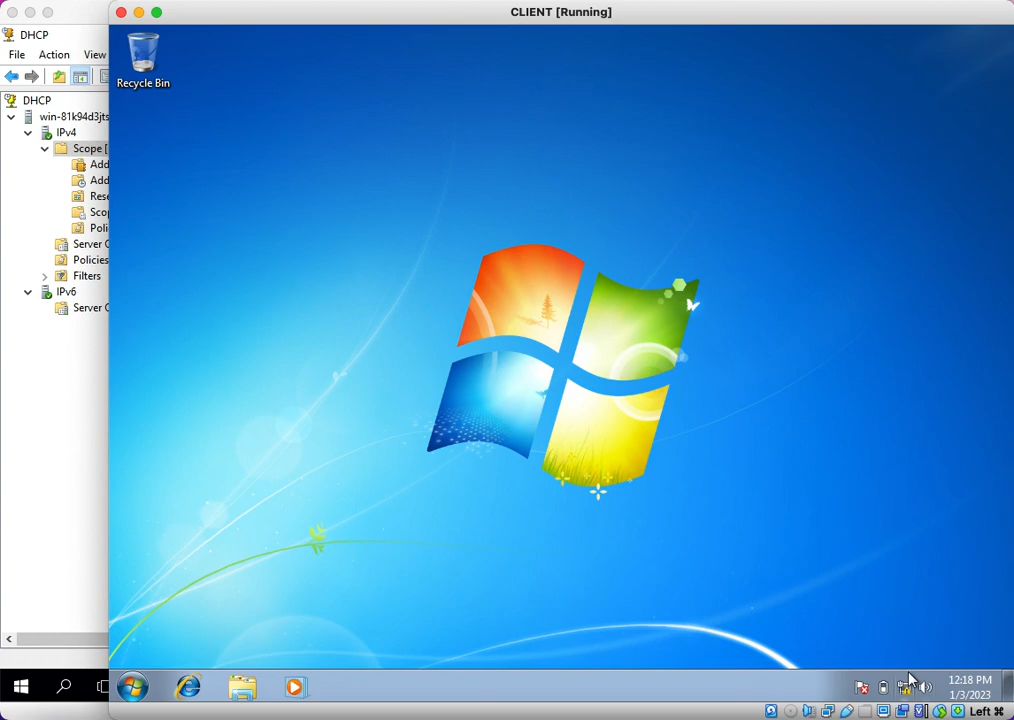 CLIENT [Running]
DHCP
File Action View
DHCP
win-81k94d3jts
IPv4
Scope [
Add
Add
Rese
Scop
Poli
Server O
Policies
Filters
IPv6
Server O
Recycle Bin
12:18 PM
1/3/2023
Left ⌘